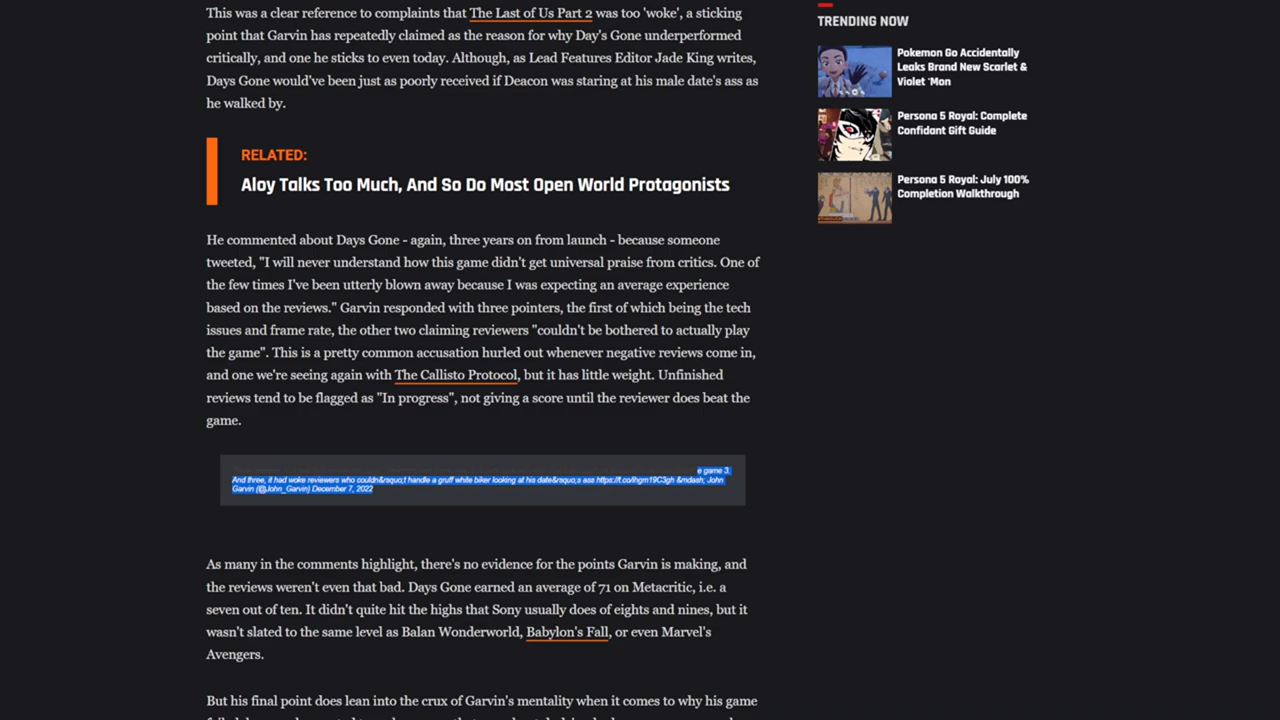 This was a clear reference to complaints that The Last of Us Part 2 was too 'woke', a sticking
point that Garvin has repeatedly claimed as the reason for why Day's Gone underperformed
critically, and one he sticks to even today. Although, as Lead Features Editor Jade King writes,
Days Gone would've been just as poorly received if Deacon was staring at his male date's ass as
he walked by.
RELATED:
Aloy Talks Too Much, And So Do Most Open World Protagonists
He commented about Days Gone - again, three years on from launch - because someone
tweeted, "I will never understand how this game didn't get universal praise from critics. One of
the few times I've been utterly blown away because I was expecting an average experience
based on the reviews." Garvin responded with three pointers, the first of which being the tech
issues and frame rate, the other two claiming reviewers "couldn't be bothered to actually play
the game". This is a pretty common accusation hurled out whenever negative reviews come in,
and one we're seeing again with The Callisto Protocol, but it has little weight. Unfinished
reviews tend to be flagged as "In progress", not giving a score until the reviewer does beat the
game.
e game 3.
And three, it had woke reviewers who couldn&rsquo;t handle a gruff white biker looking at his date&rsquo;s ass https://t.co/ihgm19C3gh &mdash; John
Garvin (@John_Garvin) December 7, 2022
As many in the comments highlight, there's no evidence for the points Garvin is making, and
the reviews weren't even that bad. Days Gone earned an average of 71 on Metacritic, i.e. a
seven out of ten. It didn't quite hit the highs that Sony usually does of eights and nines, but it
wasn't slated to the same level as Balan Wonderworld, Babylon's Fall, or even Marvel's
Avengers.
But his final point does lean into the crux of Garvin's mentality when it comes to why his game
TRENDING NOW
Pokemon Go Accidentally
Leaks Brand New Scarlet &
Violet 'Mon
Persona 5 Royal: Complete
Confidant Gift Guide
Persona 5 Royal: July 100%
Completion Walkthrough